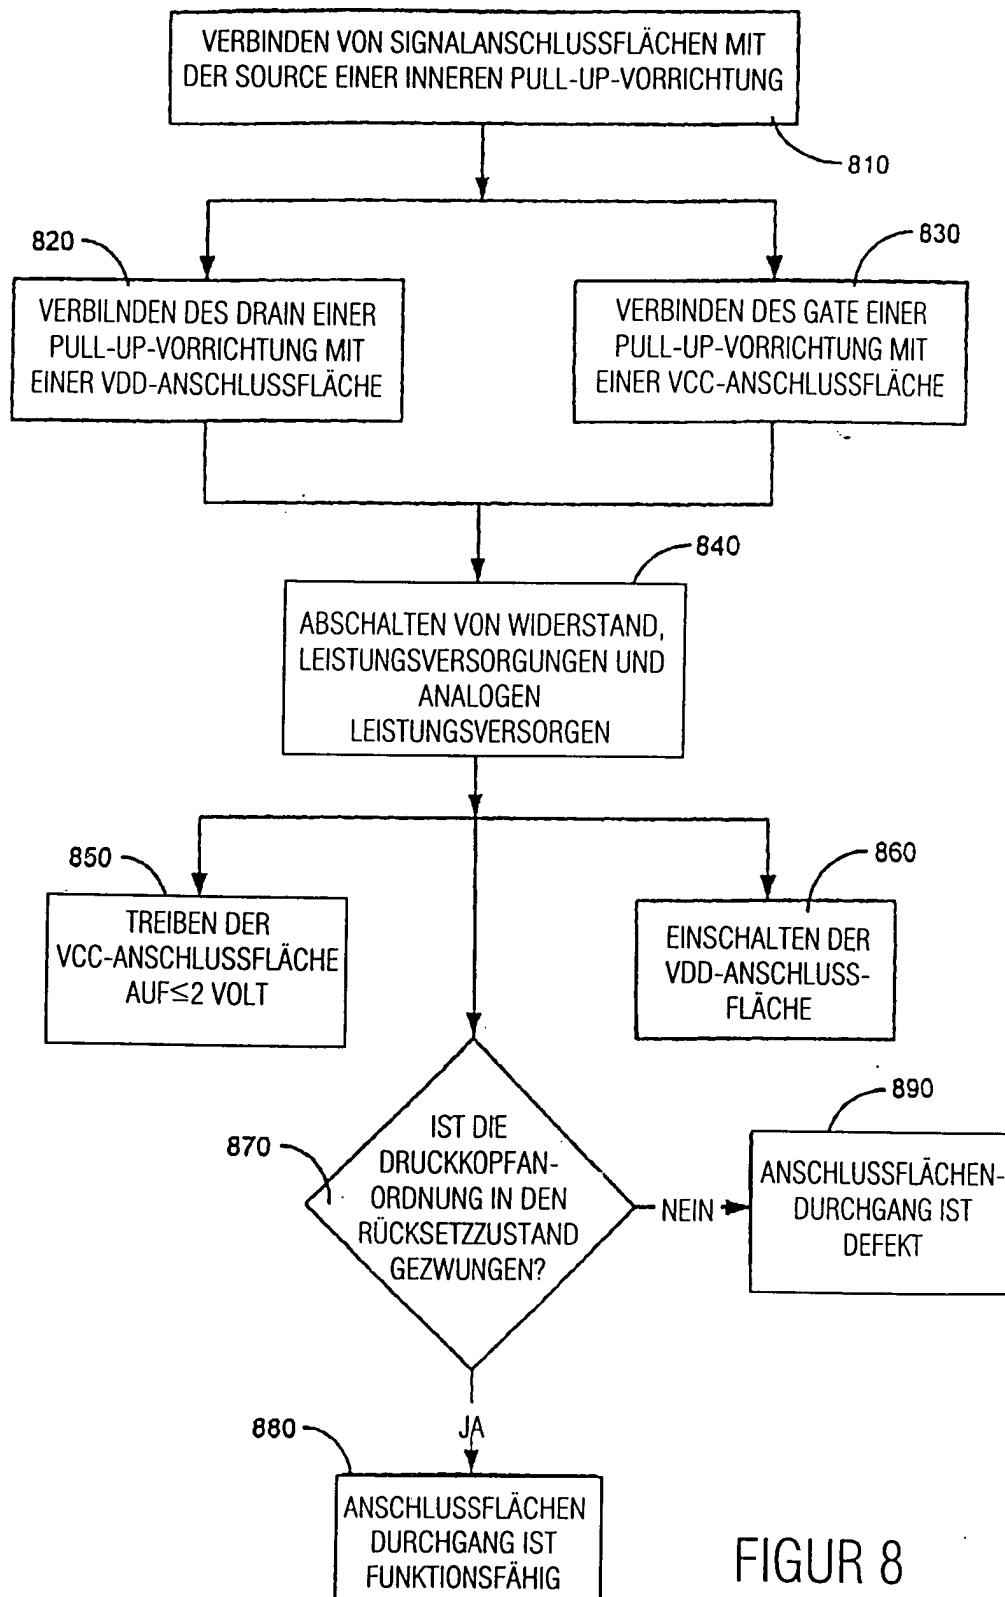 VERBINDEN VON SIGNALANSCHLUSSFLÄCHEN MIT
DER SOURCE EINER INNEREN PULL-UP-VORRICHTUNG
810
820
830
VERBILNDEN DES DRAIN EINER
PULL-UP-VORRICHTUNG MIT
EINER VDD-ANSCHLUSSFLÄCHE
VERBINDEN DES GATE EINER
PULL-UP-VORRICHTUNG MIT
EINER VCC-ANSCHLUSSFLÄCHE
840
ABSCHALTEN VON WIDERSTAND,
LEISTUNGSVERSORGUNGEN UND
ANALOGEN
LEISTUNGSVERSORGEN
850
860
TREIBEN DER
VCC-ANSCHLUSSFLÄCHE
AUF≤2 VOLT
EINSCHALTEN DER
VDD-ANSCHLUSS-
FLÄCHE
870
IST DIE
DRUCKKOPFAN-
ORDNUNG IN DEN
RÜCKSETZZUSTAND
GEZWUNGEN?
NEIN
890
ANSCHLUSSFLÄCHEN-
DURCHGANG IST
DEFEKT
JA
880
ANSCHLUSSFLÄCHEN
DURCHGANG IST
FUNKTIONSFÄHIG
FIGUR 8